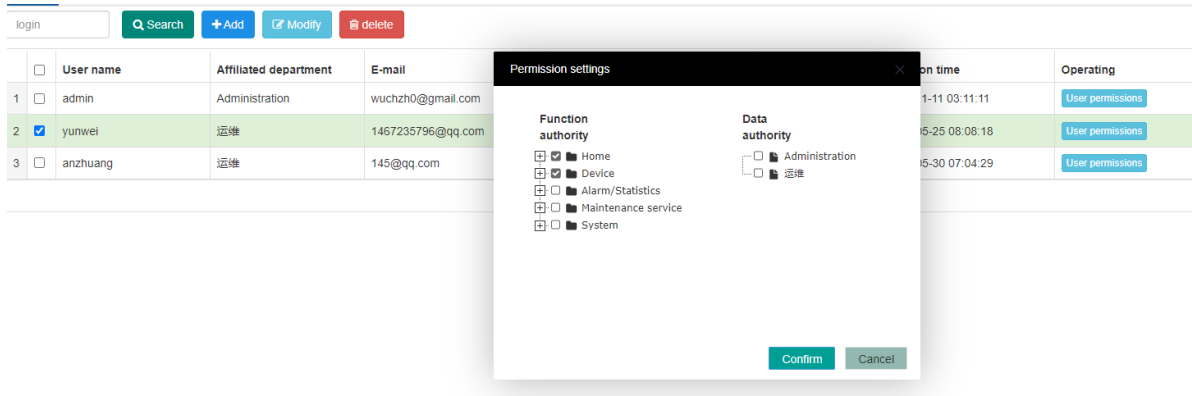 login Search Add Modify delete
User name Affiliated department E-mail
1 admin Administration wuchzh0@gmail.com
2 yunwei 运维 1467235796@qq.com
3 anzhuang 运维 145@qq.com
Permission settings
Function
authority
Home
Device
Alarm/Statistics
Maintenance service
System
Data
authority
Administration
运维
Confirm Cancel
on time Operating
1-11 03:11:11 User permissions
05-25 08:08:18 User permissions
05-30 07:04:29 User permissions